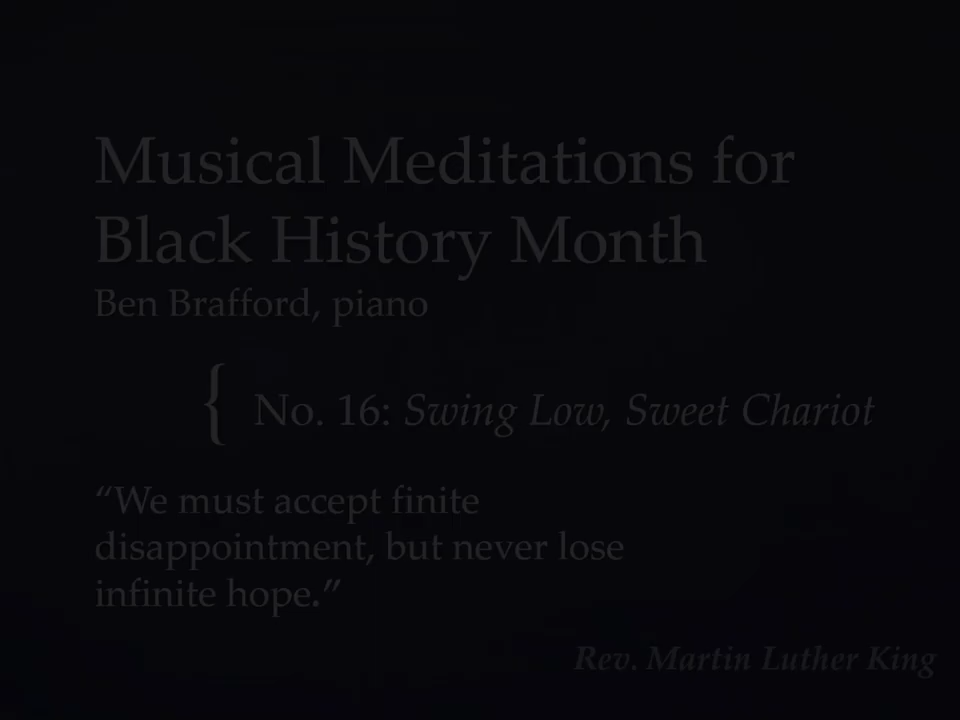 Musical Meditations for
Black History Month
Ben Brafford, piano
{ No. 16: Swing Low, Sweet Chariot
“We must accept finite
disappointment, but never lose
infinite hope.”
Rev. Martin Luther King